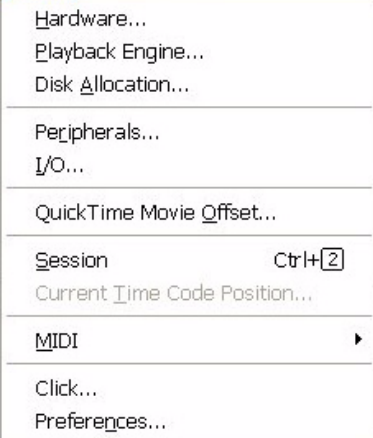 Hardware...
Playback Engine...
Disk Allocation...
Peripherals...
I/O...
QuickTime Movie Offset...
Session Ctrl+2
Current Time Code Position...
MIDI
Click...
Preferences...